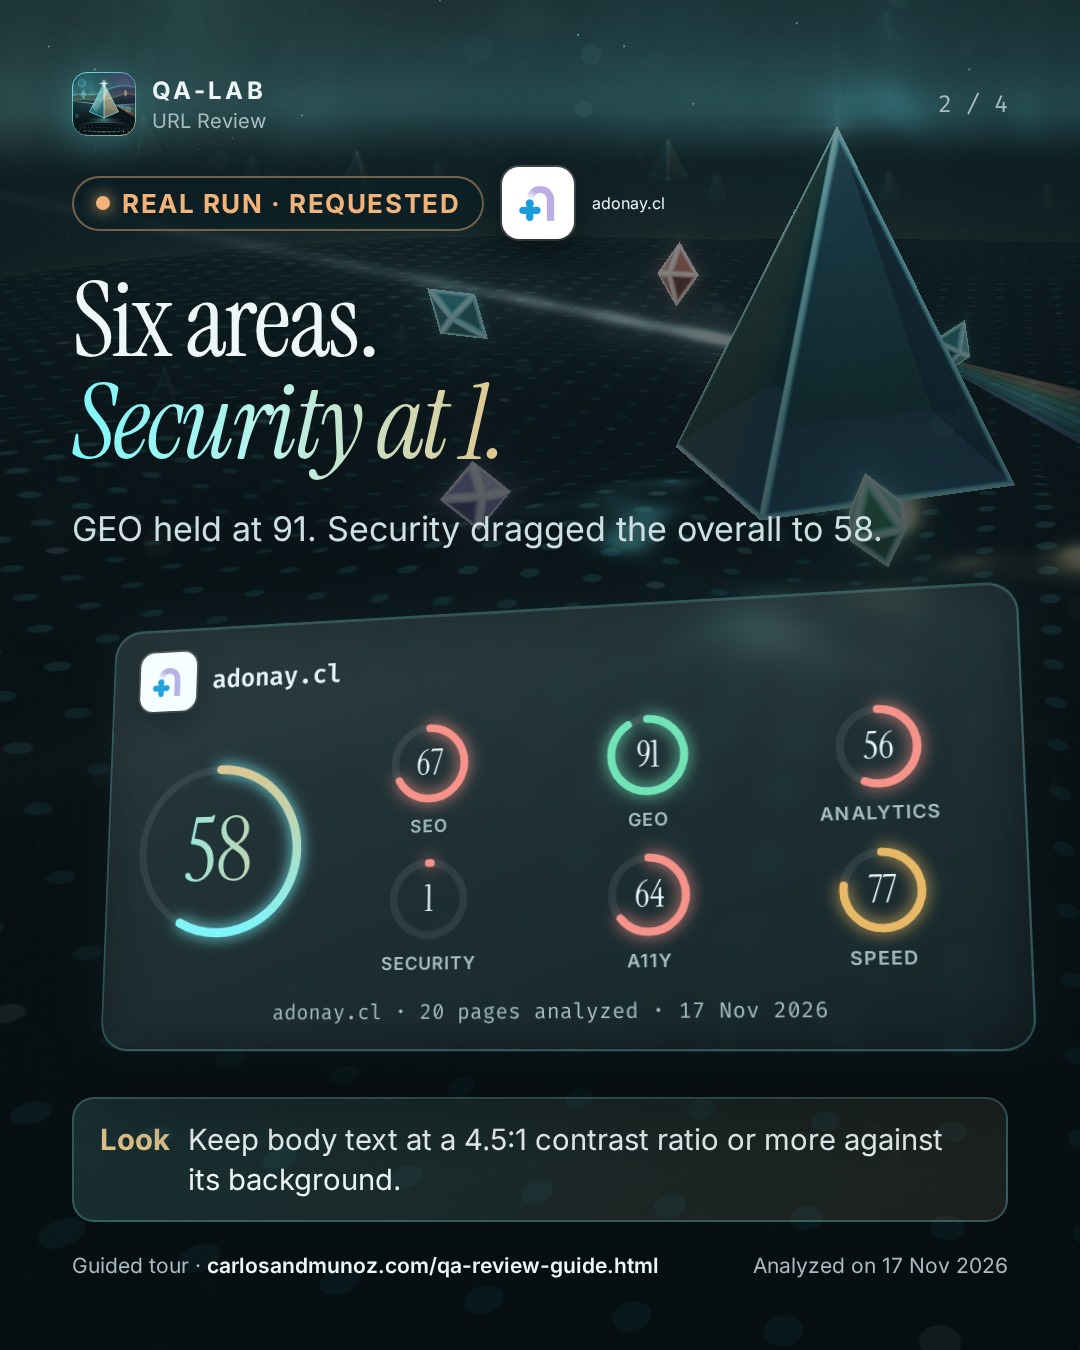 QA-LAB
URL Review
2 / 4
REAL RUN · REQUESTED
adonay.cl
Six areas.
Security at 1.
GEO held at 91. Security dragged the overall to 58.
adonay.cl
58
67
SEO
91
GEO
56
ANALYTICS
1
SECURITY
64
A11Y
77
SPEED
adonay.cl · 20 pages analyzed · 17 Nov 2026
Look Keep body text at a 4.5:1 contrast ratio or more against
its background.
Guided tour · carlosandmunoz.com/qa-review-guide.html
Analyzed on 17 Nov 2026